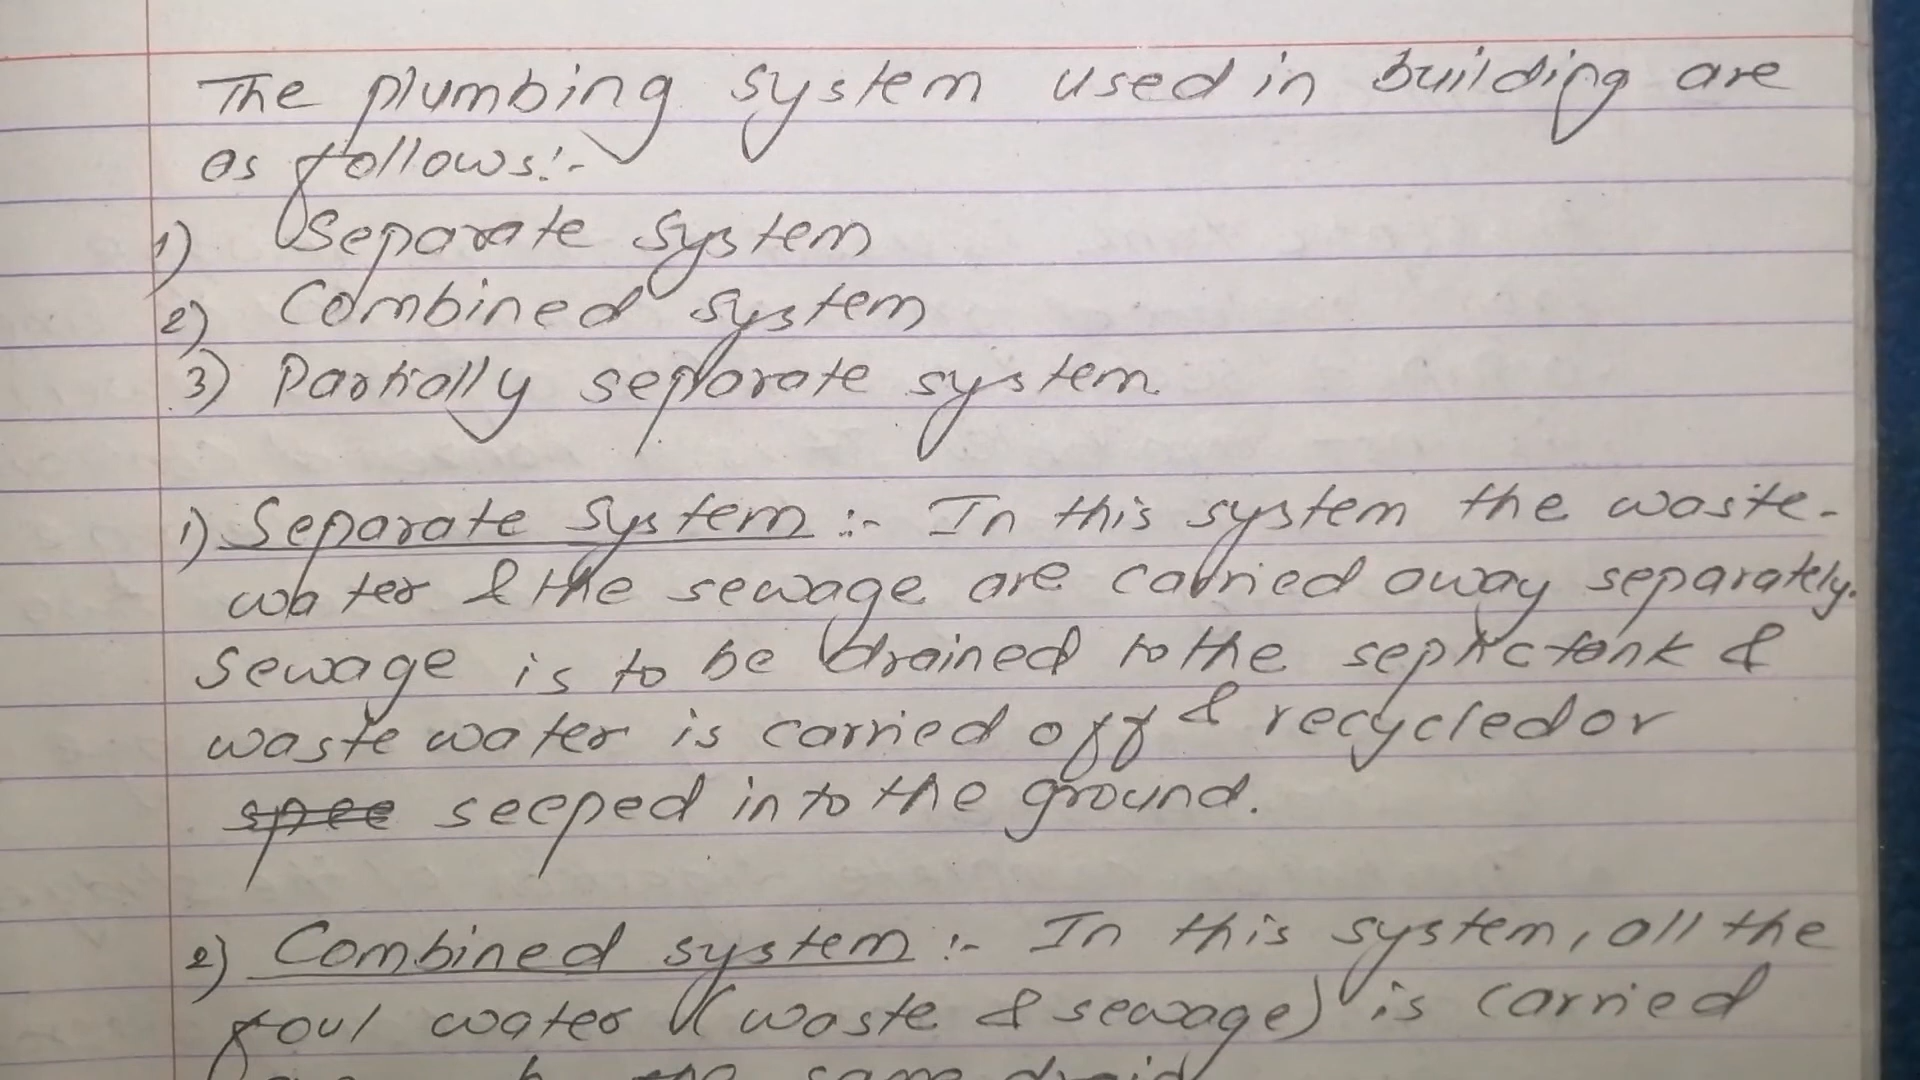 The plumbing system used in building are
as follows:-
1) Separate system
2) Combined system
3) Partially separate system
1) Separate system :- In this system the waste-
water & the sewage are carried away separately.
Sewage is to be drained to the septic tank &
waste water is carried off & recycled or
spee seeped into the ground.
2) Combined system :- In this system, all the
foul water (waste & sewage) is carried
the same